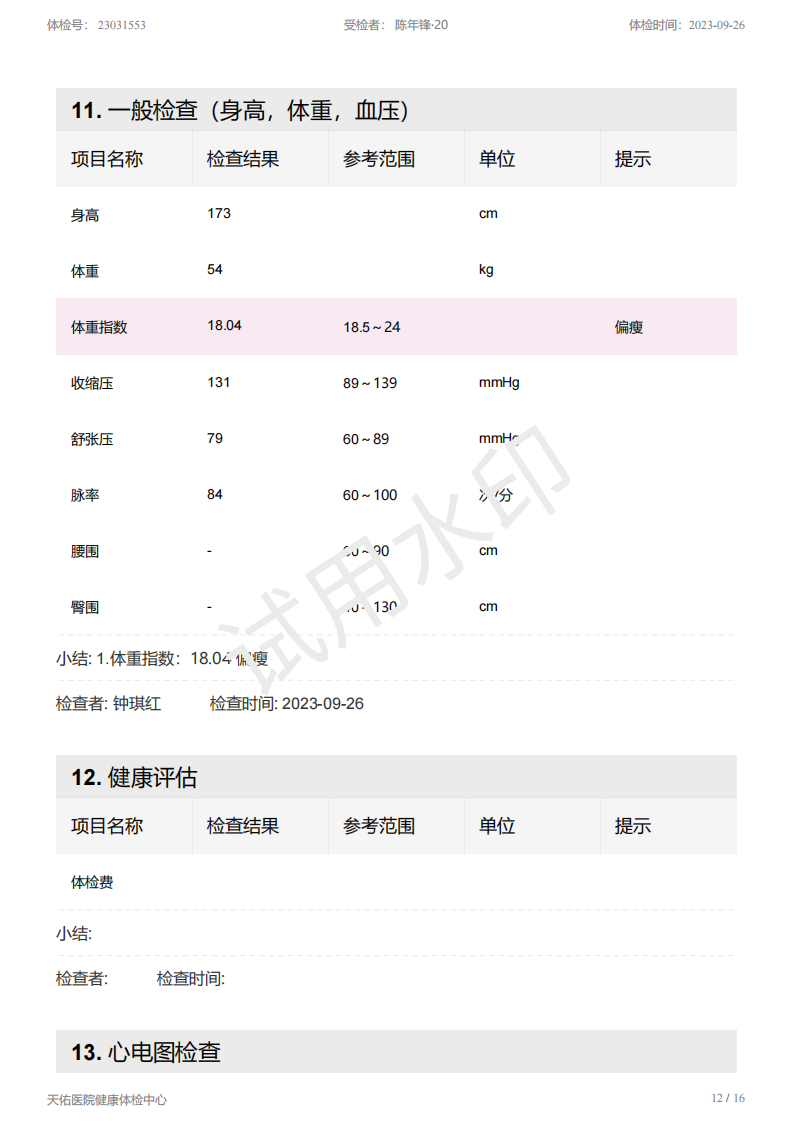 体检号： 23031553 受检者： 陈年锋·20 体检时间：2023-09-26
11. 一般检查（身高，体重，血压）
项目名称 检查结果 参考范围 单位 提示
身高 173 cm
体重 54 kg
体重指数 18.04 18.5～24 偏瘦
收缩压 131 89～139 mmHg
舒张压 79 60～89 mmHg
脉率 84 60～100 次/分
腰围 - ～90 cm
臀围 - ～130 cm
试用水印
小结: 1.体重指数：18.04 偏瘦
检查者: 钟琪红 检查时间: 2023-09-26
12. 健康评估
项目名称 检查结果 参考范围 单位 提示
体检费
小结:
检查者: 检查时间:
13. 心电图检查
天佑医院健康体检中心 12 / 16